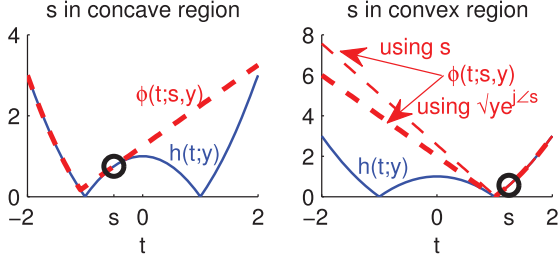 s in concave region
4
2
0
−2
s
0
2
t
ϕ(t;s,y)
h(t;y)
s in convex region
8
6
4
2
0
−2
0
s
2
t
using s
ϕ(t;s,y)
using √ye^{j∠s}
h(t;y)